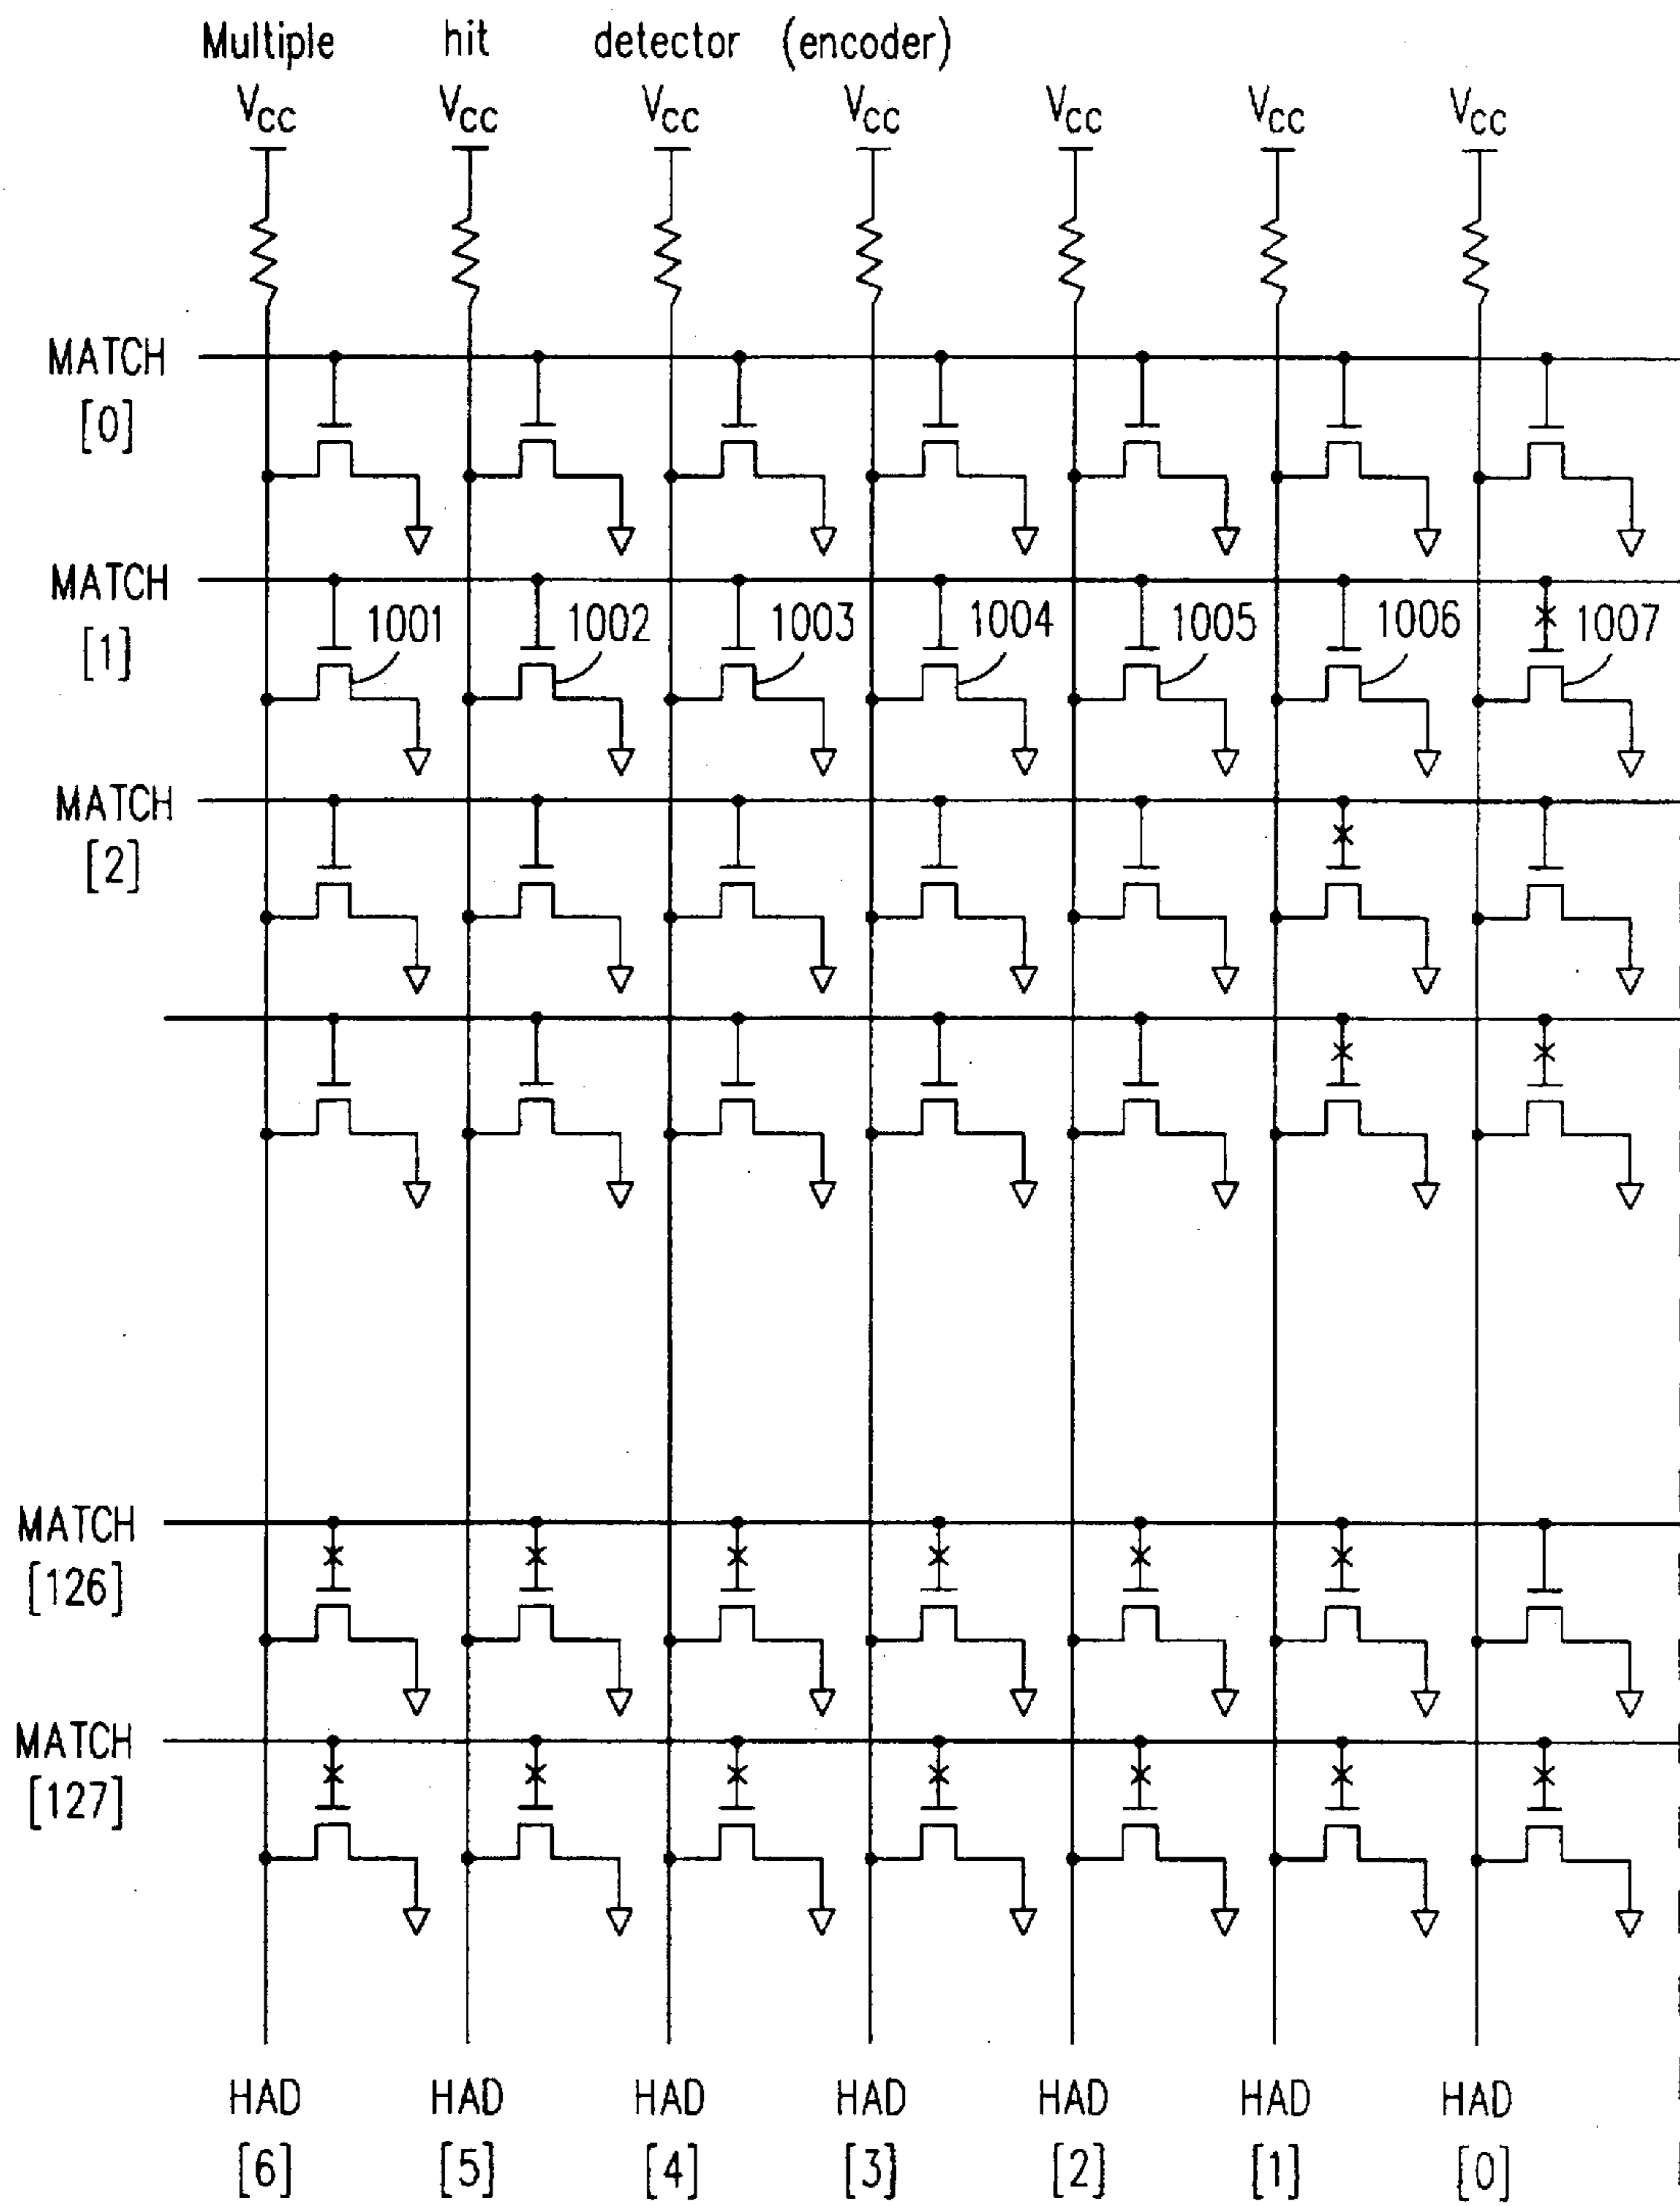 Multiple hit detector (encoder)
VCC VCC VCC VCC VCC VCC VCC
MATCH
[0]
MATCH
[1]
1001 1002 1003 1004 1005 1006 1007
MATCH
[2]
MATCH
[126]
MATCH
[127]
HAD HAD HAD HAD HAD HAD HAD
[6] [5] [4] [3] [2] [1] [0]